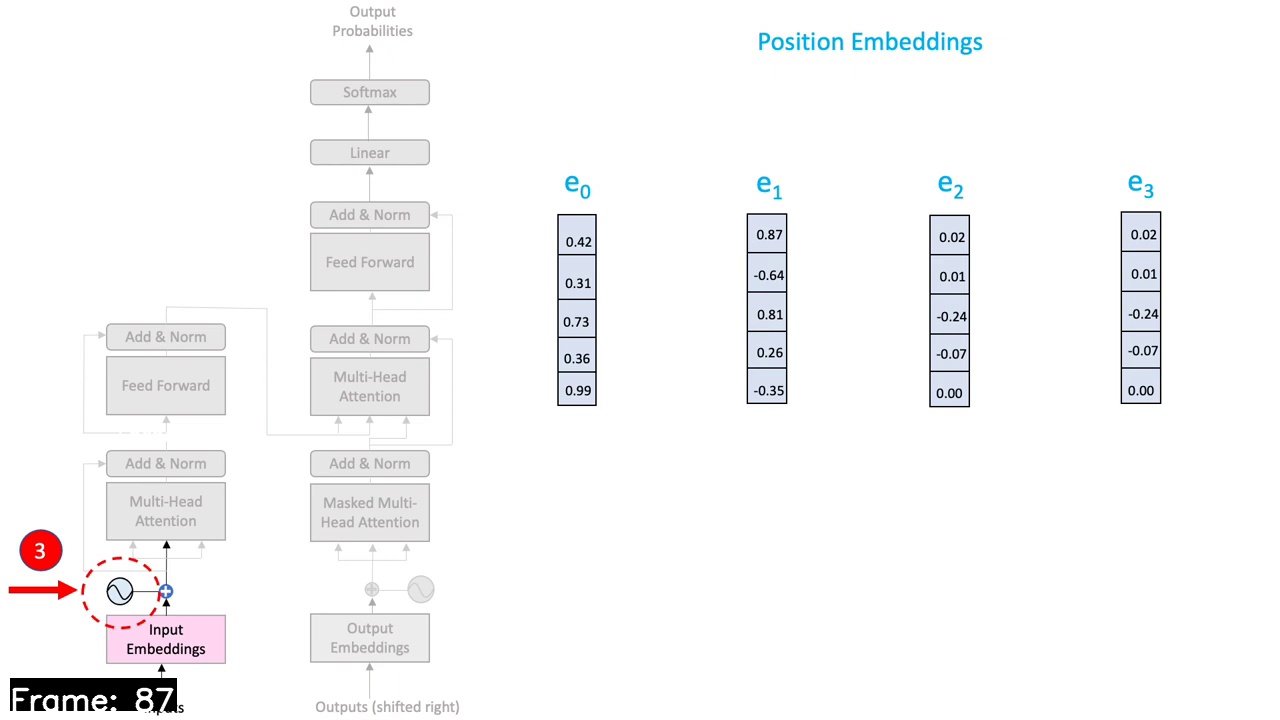 Output
Probabilities
Softmax
Linear
Add & Norm
Feed Forward
Add & Norm
Multi-Head
Attention
Add & Norm
Masked Multi-
Head Attention
Output
Embeddings
Outputs (shifted right)
Add & Norm
Feed Forward
Add & Norm
Multi-Head
Attention
3
Input
Embeddings
Frame: 87
Position Embeddings
e0 e1 e2 e3
0.42 0.87 0.02 0.02
0.31 -0.64 0.01 0.01
0.73 0.81 -0.24 -0.24
0.36 0.26 -0.07 -0.07
0.99 -0.35 0.00 0.00